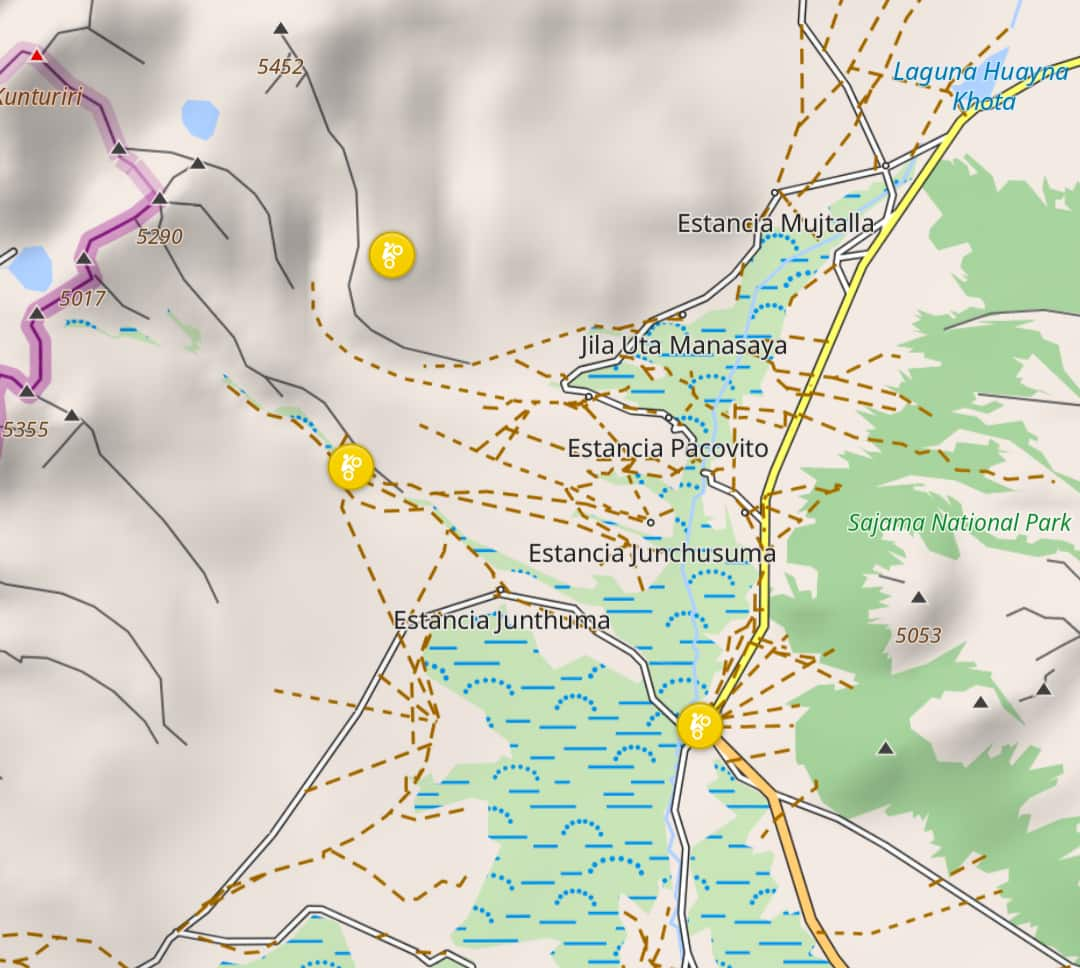 5452
Laguna Huayna
Khota
Kunturiri
Estancia Mujtalla
5290
5017
Jila Uta Manasaya
5355
Estancia Pacovito
Sajama National Park
Estancia Junchusuma
Estancia Junthuma
5053